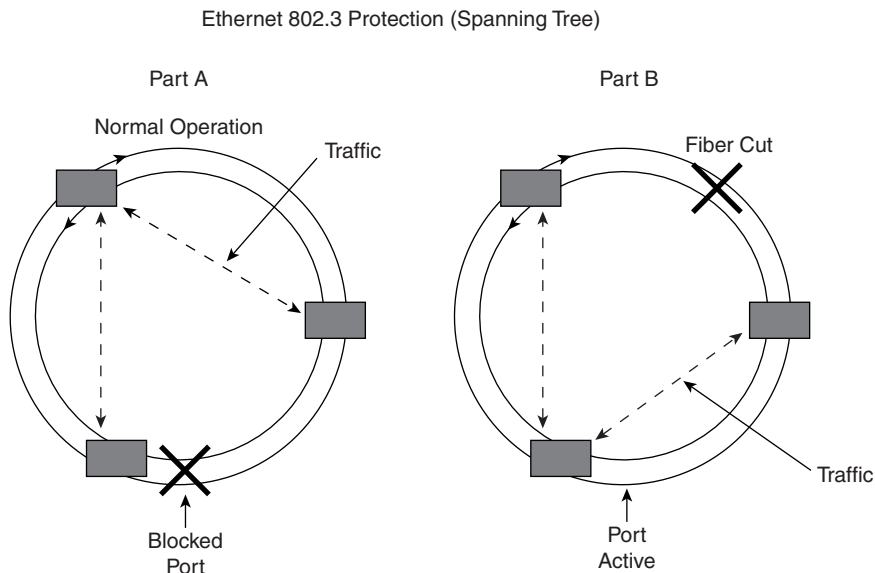 Ethernet 802.3 Protection (Spanning Tree)
Part A
Normal Operation
Traffic
Blocked
Port
Part B
Fiber Cut
Traffic
Port
Active